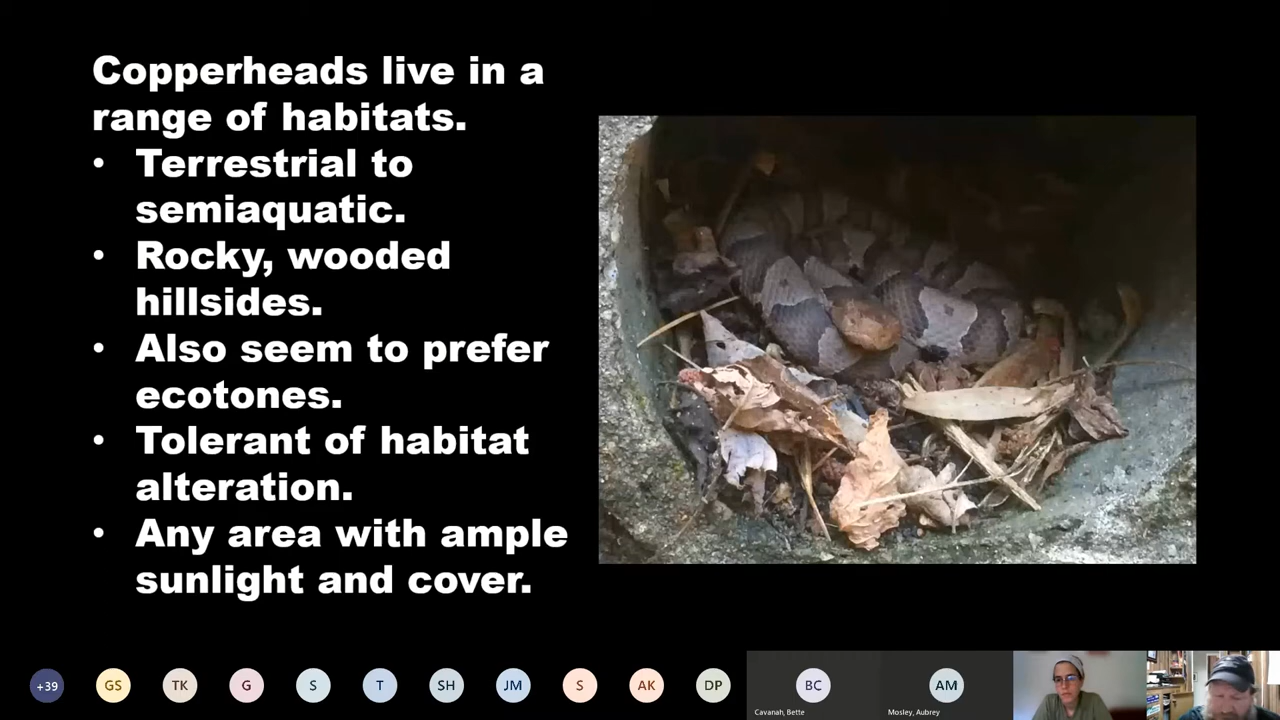 Copperheads live in a
range of habitats.
• Terrestrial to
semiaquatic.
• Rocky, wooded
hillsides.
• Also seem to prefer
ecotones.
• Tolerant of habitat
alteration.
• Any area with ample
sunlight and cover.
+39 GS TK G S T SH JM S AK DP BC AM
Cavanah, Bette Mosley, Aubrey